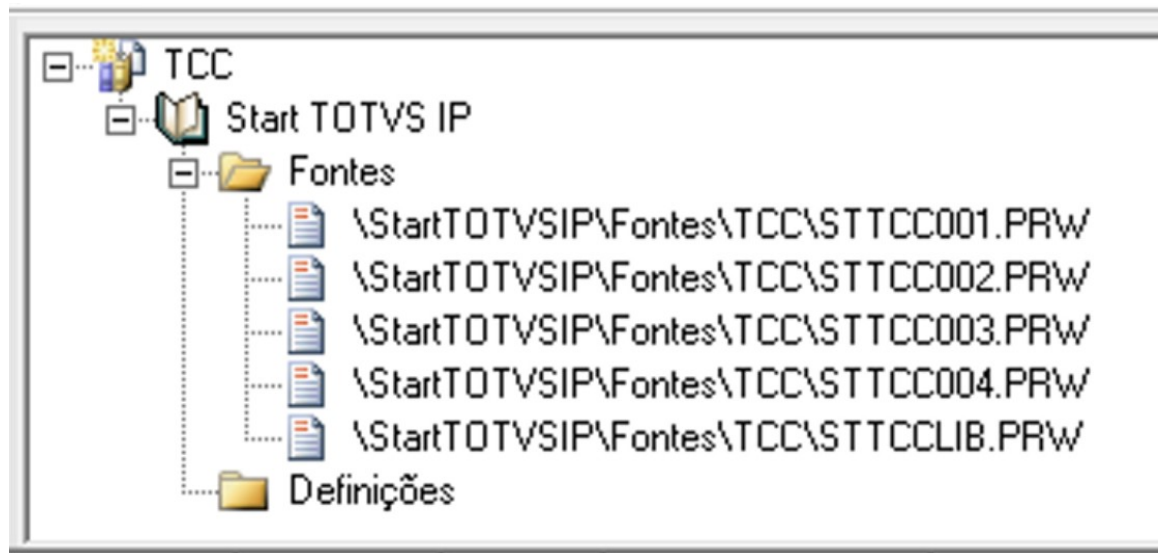 TCC
Start TOTVS IP
Fontes
\StartTOTVSIP\Fontes\TCC\STTCC001.PRW
\StartTOTVSIP\Fontes\TCC\STTCC002.PRW
\StartTOTVSIP\Fontes\TCC\STTCC003.PRW
\StartTOTVSIP\Fontes\TCC\STTCC004.PRW
\StartTOTVSIP\Fontes\TCC\STTCCLIB.PRW
Definições